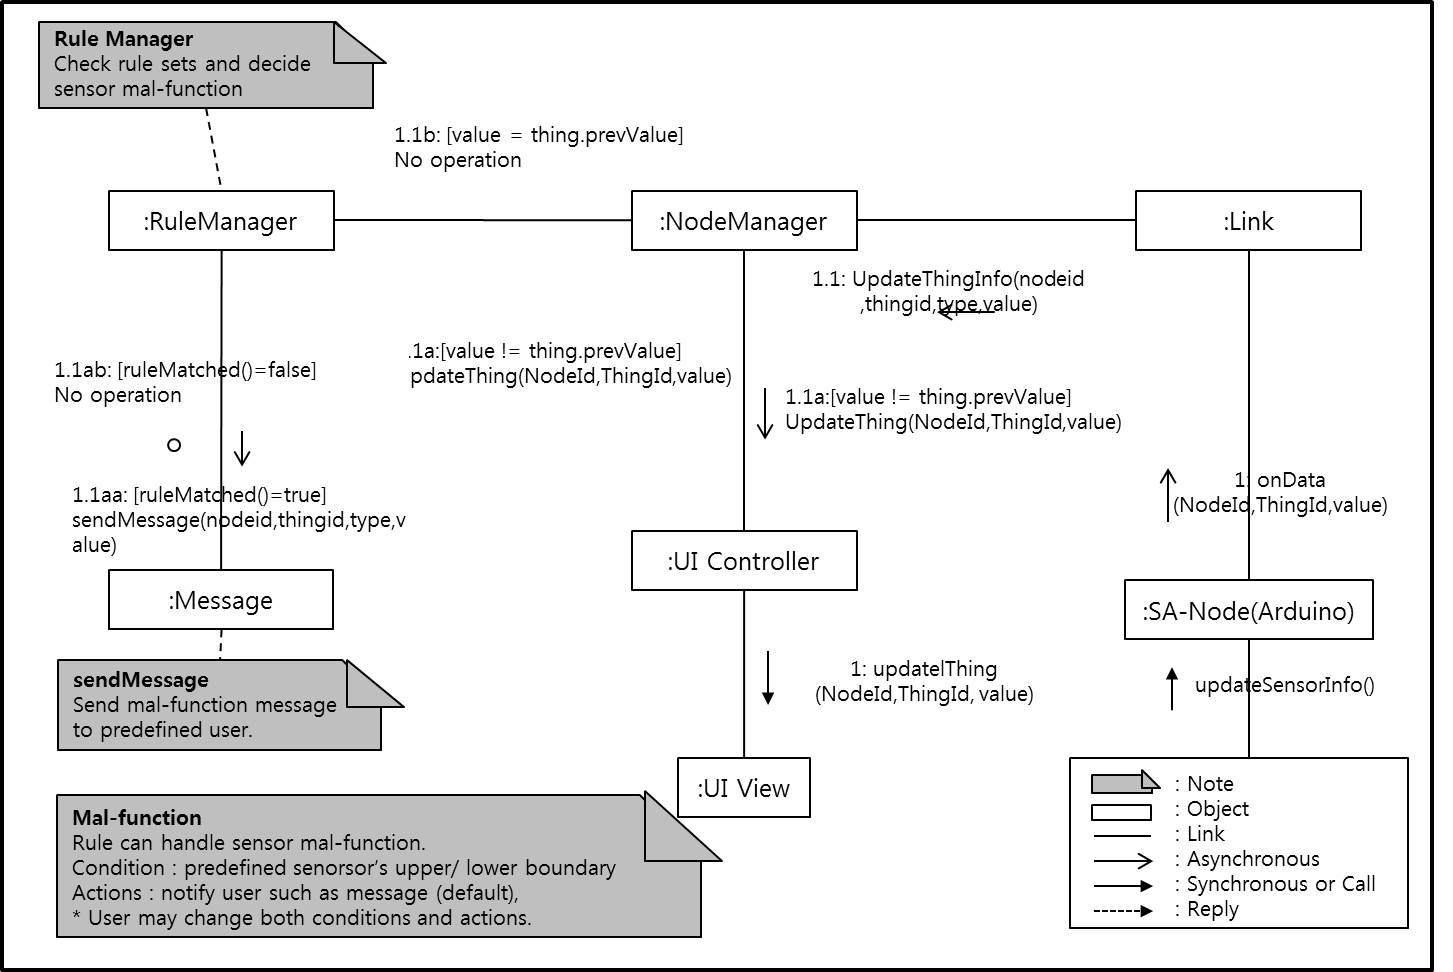 Rule Manager
Check rule sets and decide
sensor mal-function
1.1b: [value = thing.prevValue]
No operation
:RuleManager
:NodeManager
:Link
1.1: UpdateThingInfo(nodeid
,thingid,type,value)
.1a:[value != thing.prevValue]
pdateThing(NodeId,ThingId,value)
1.1ab: [ruleMatched()=false]
No operation
1.1a:[value != thing.prevValue]
UpdateThing(NodeId,ThingId,value)
1: onData
(NodeId,ThingId,value)
1.1aa: [ruleMatched()=true]
sendMessage(nodeid,thingid,type,v
alue)
:UI Controller
:Message
:SA-Node(Arduino)
sendMessage
Send mal-function message
to predefined user.
1: updatelThing
(NodeId,ThingId, value)
updateSensorInfo()
:UI View
Mal-function
Rule can handle sensor mal-function.
Condition : predefined senorsor's upper/ lower boundary
Actions : notify user such as message (default),
* User may change both conditions and actions.
: Note
: Object
: Link
: Asynchronous
: Synchronous or Call
: Reply